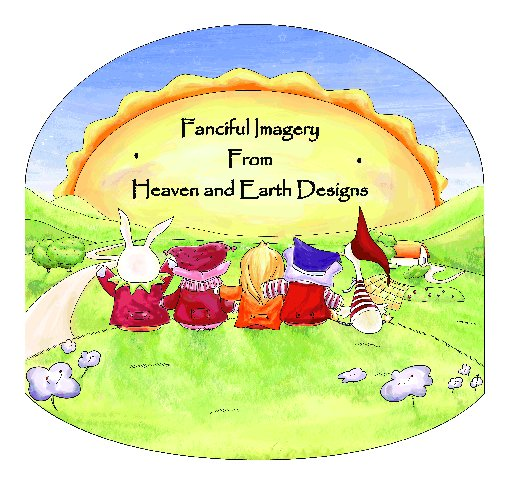 Fanciful Imagery
From
Heaven and Earth Designs